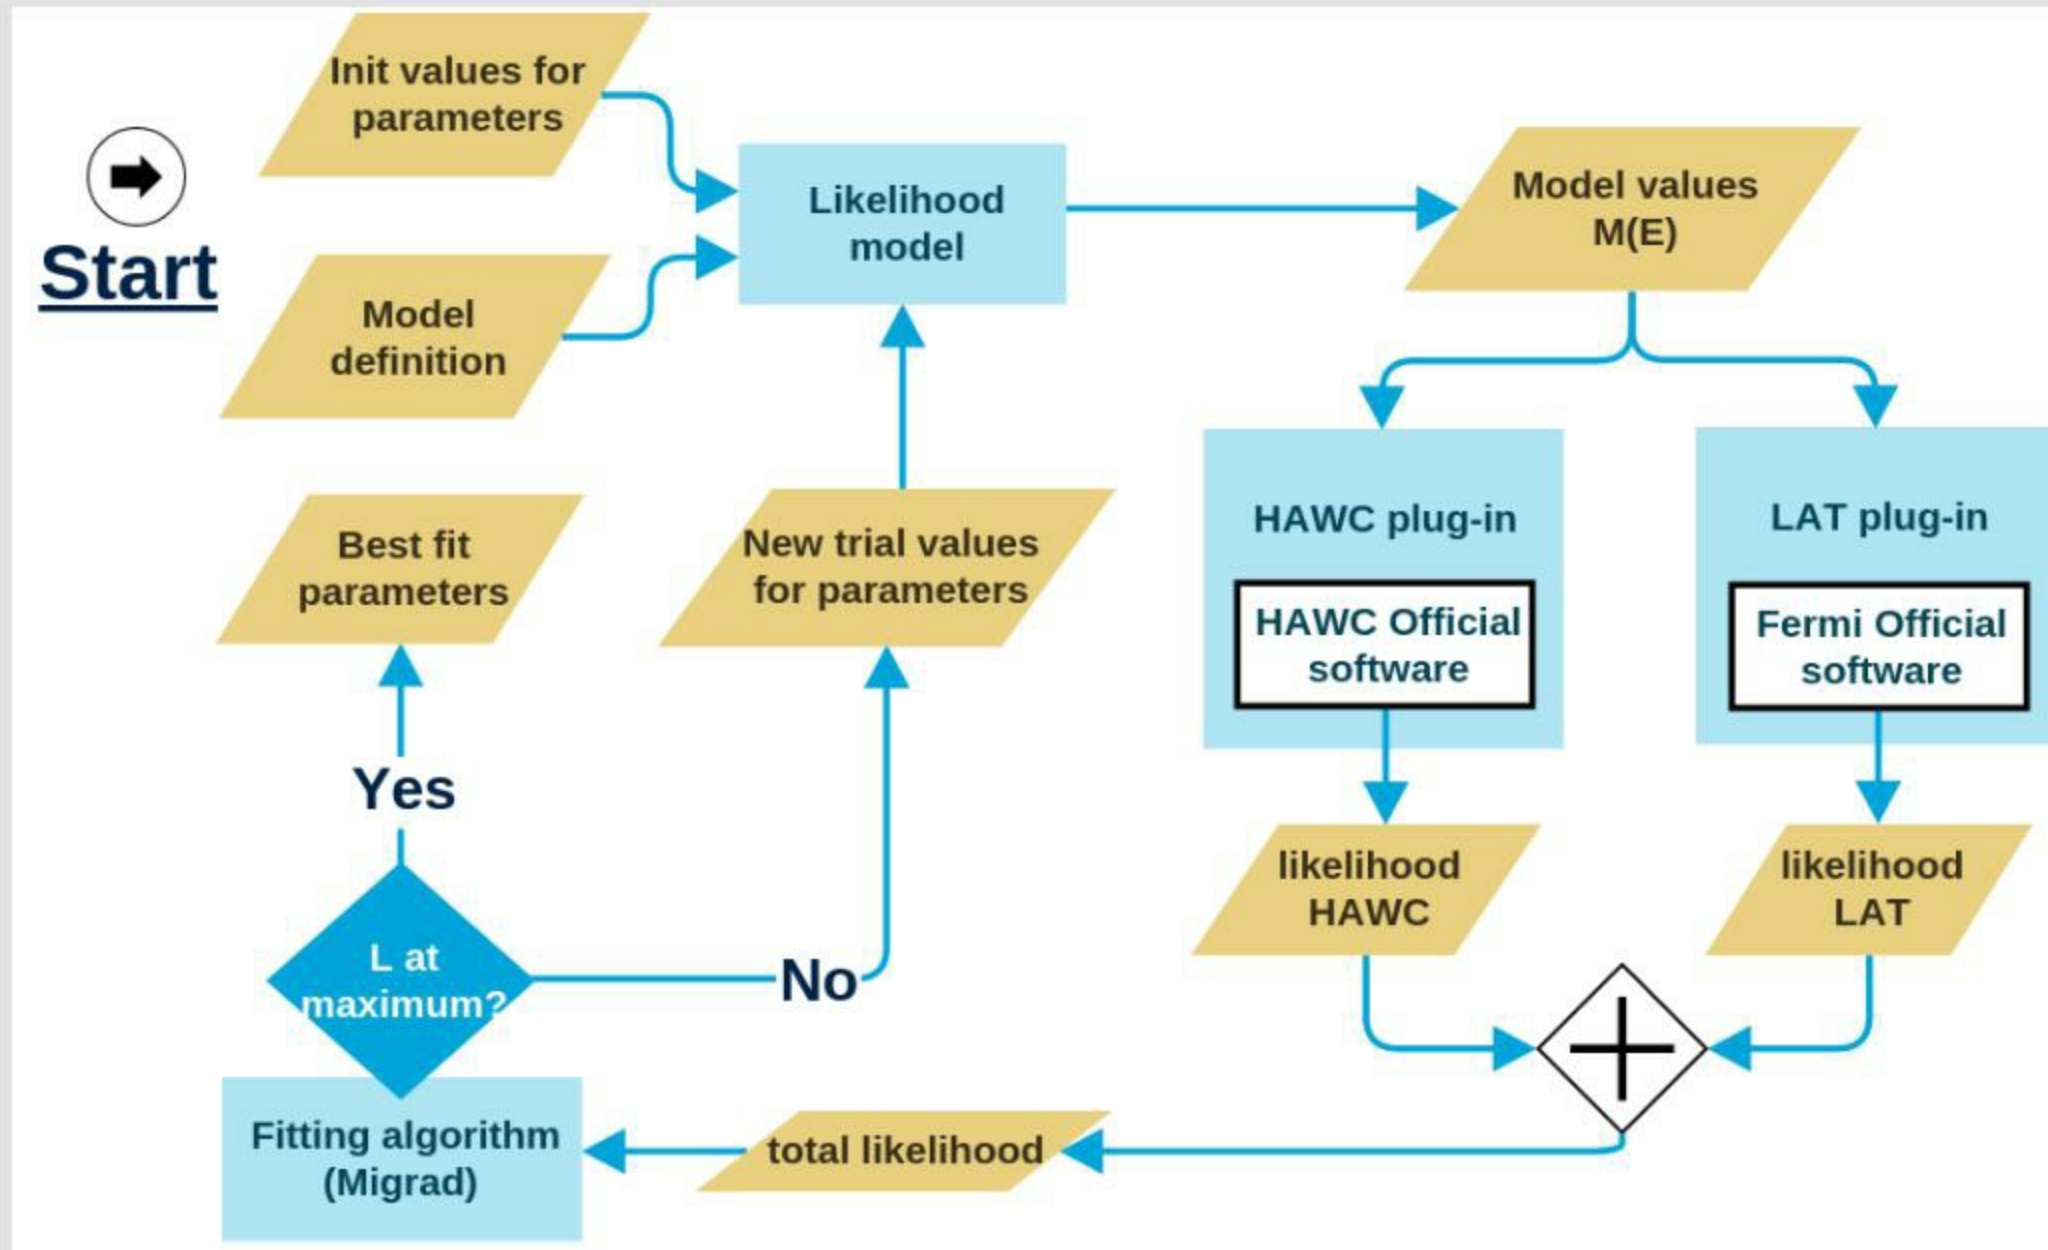 Init values for
parameters
Start
Model
definition
Likelihood
model
Model values
M(E)
HAWC plug-in
HAWC Official
software
LAT plug-in
Fermi Official
software
Best fit
parameters
New trial values
for parameters
Yes
L at
maximum?
No
likelihood
HAWC
likelihood
LAT
total likelihood
Fitting algorithm
(Migrad)